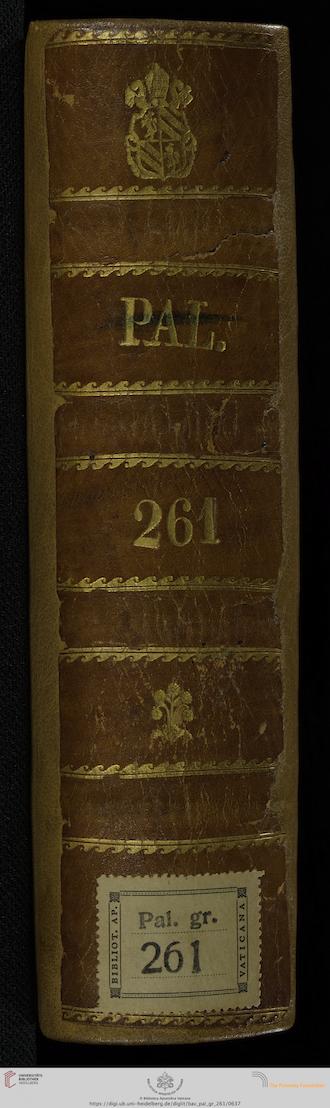 PAL.
261
BIBLIOT. AP.
Pal. gr.
261
VATICANA
UNIVERSITÄTS-
BIBLIOTHEK
HEIDELBERG
© Biblioteca Apostolica Vaticana
The Polonsky Foundation
https://digi.ub.uni-heidelberg.de/diglit/bav_pal_gr_261/0637